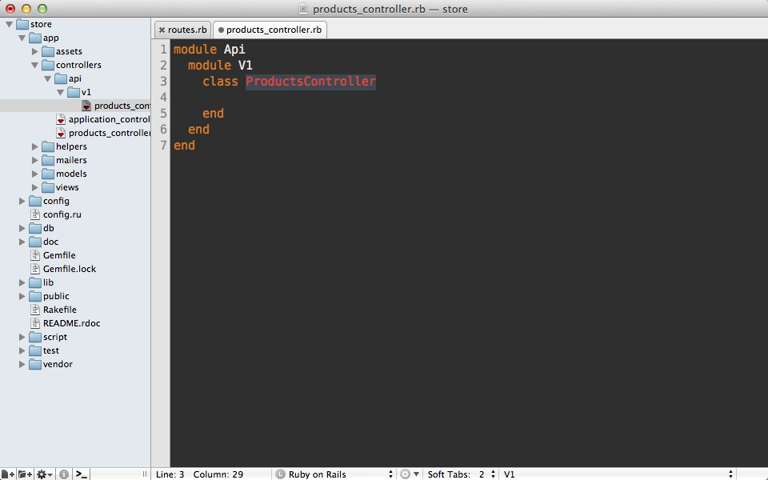 products_controller.rb — store
store
app
assets
controllers
api
v1
products_con
application_control
products_controller
helpers
mailers
models
views
config
config.ru
db
doc
Gemfile
Gemfile.lock
lib
public
Rakefile
README.rdoc
script
test
vendor
routes.rb
products_controller.rb
1 module Api
2 module V1
3 class ProductsController
4
5 end
6 end
7 end
Line: 3 Column: 29 L Ruby on Rails Soft Tabs: 2 V1